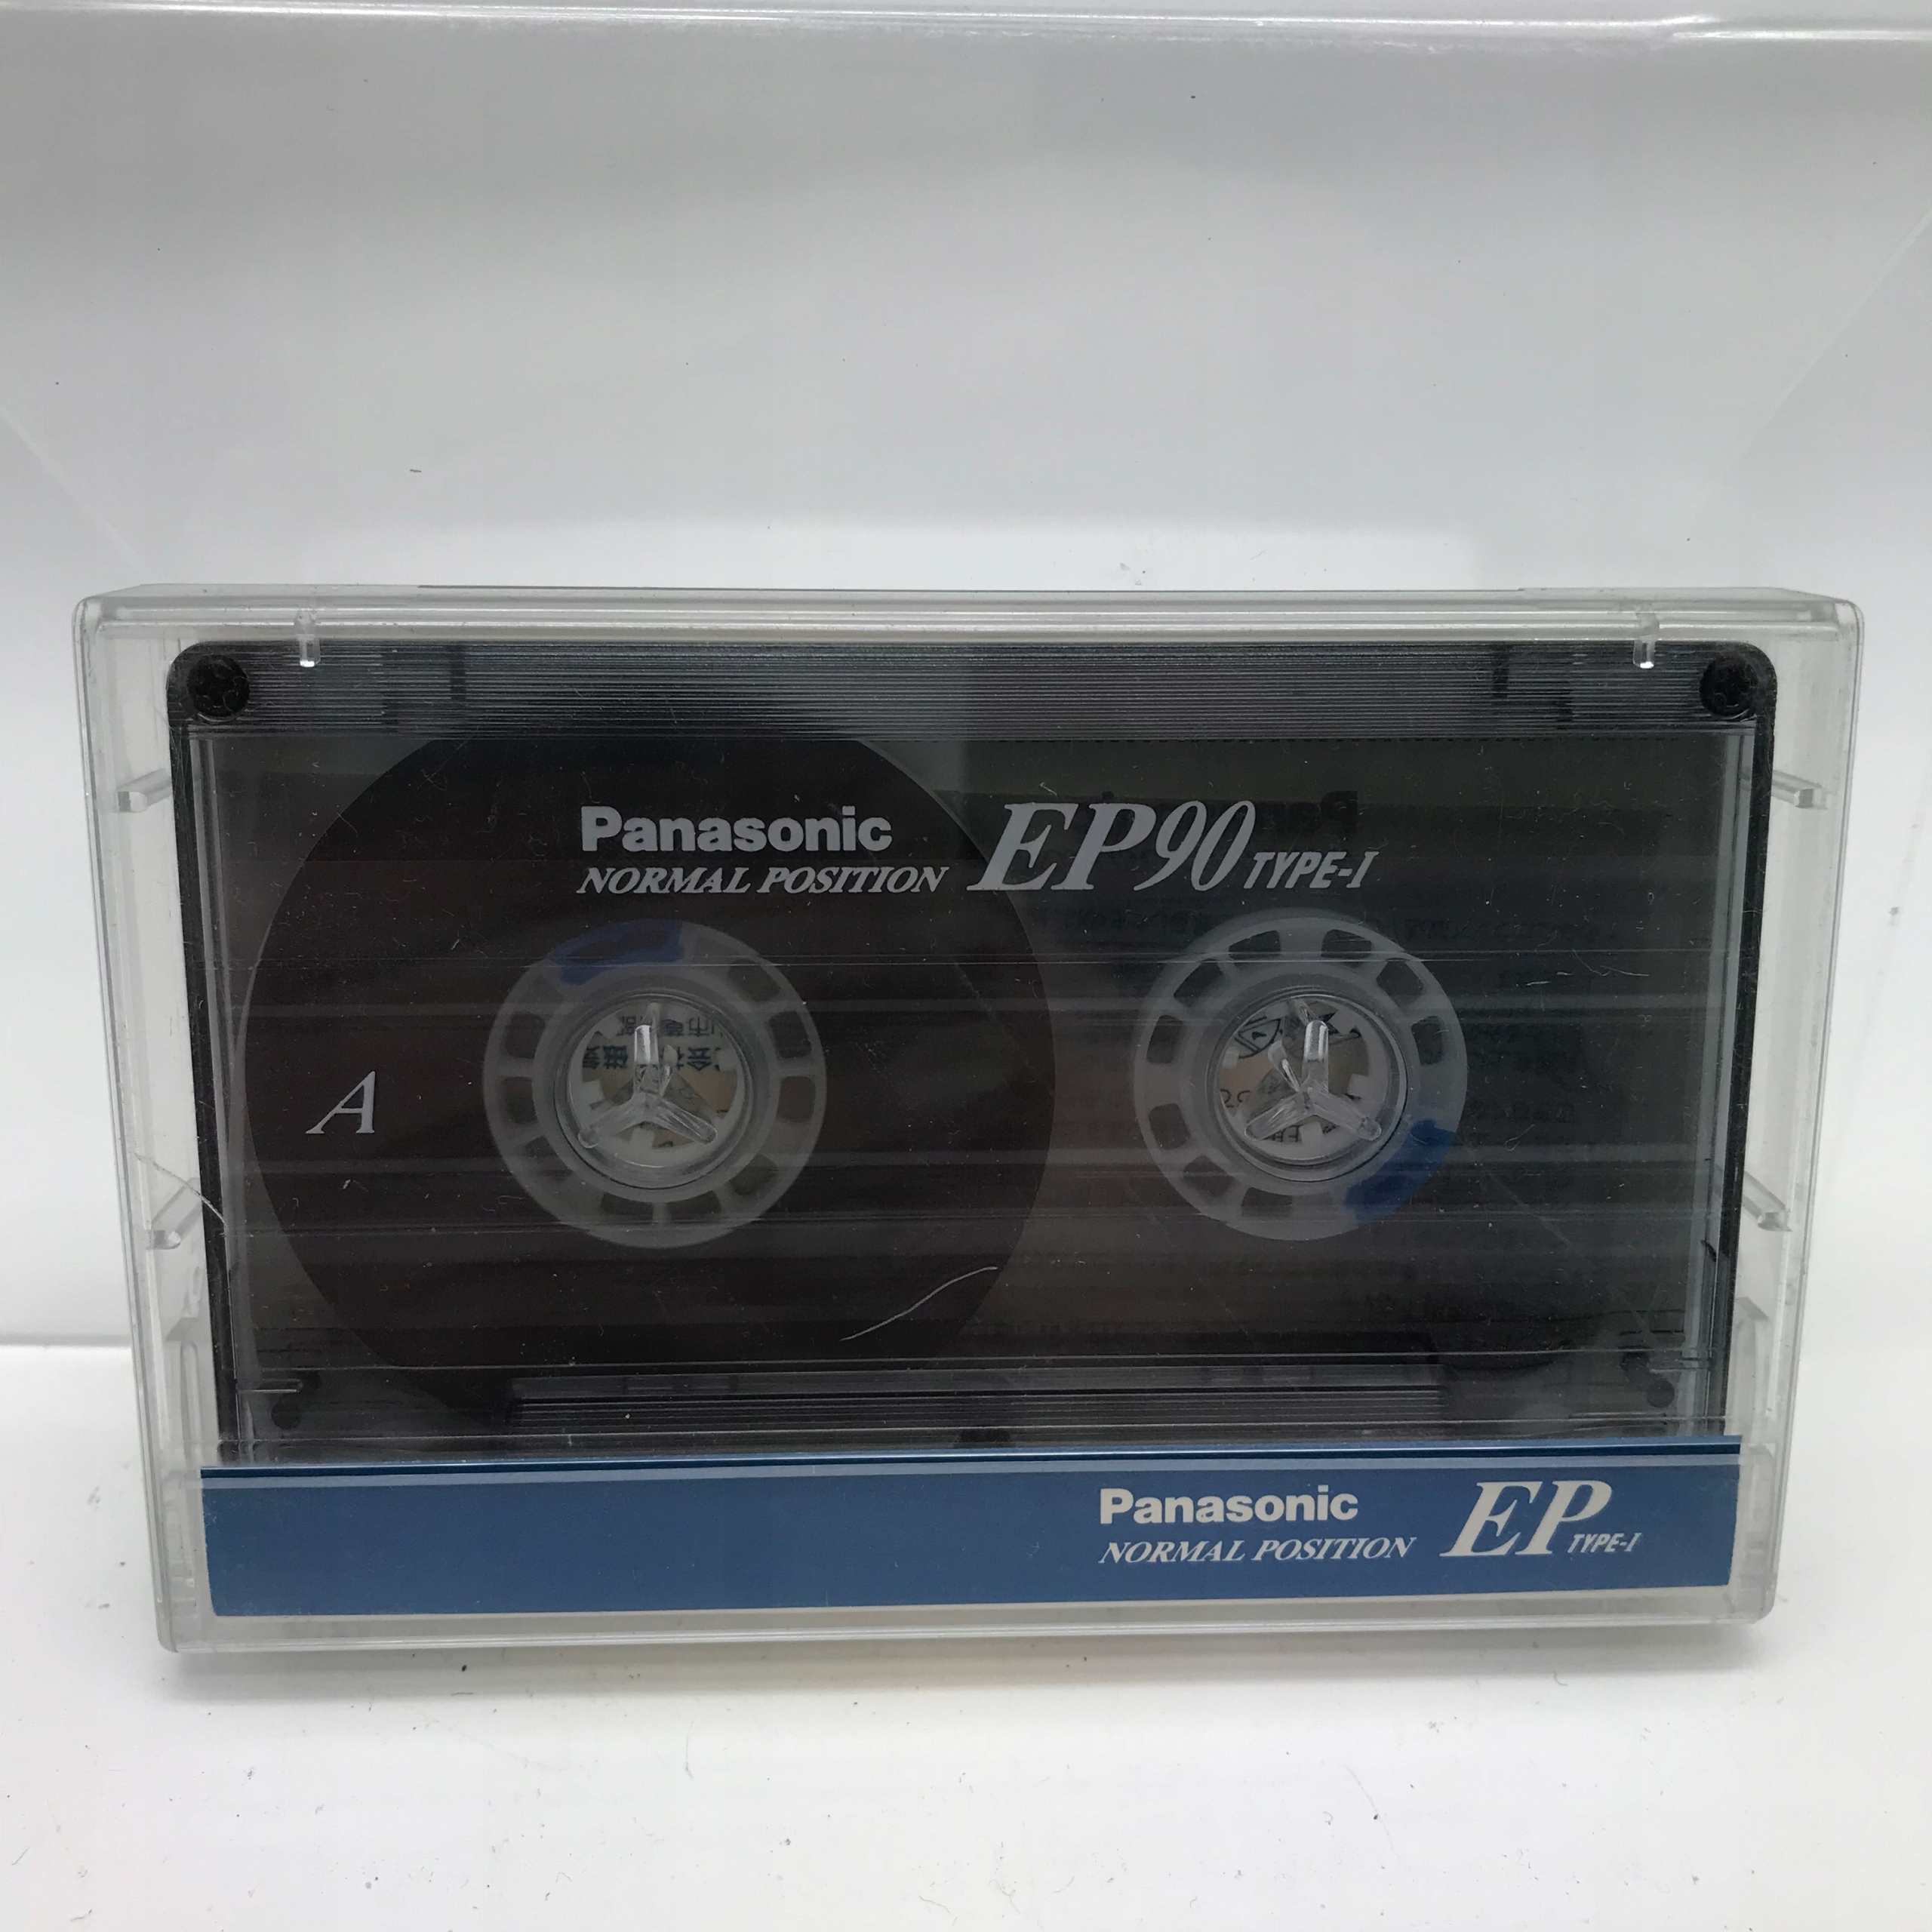 Panasonic
NORMAL POSITION EP90 TYPE-I
A
Panasonic
NORMAL POSITION EP TYPE-I